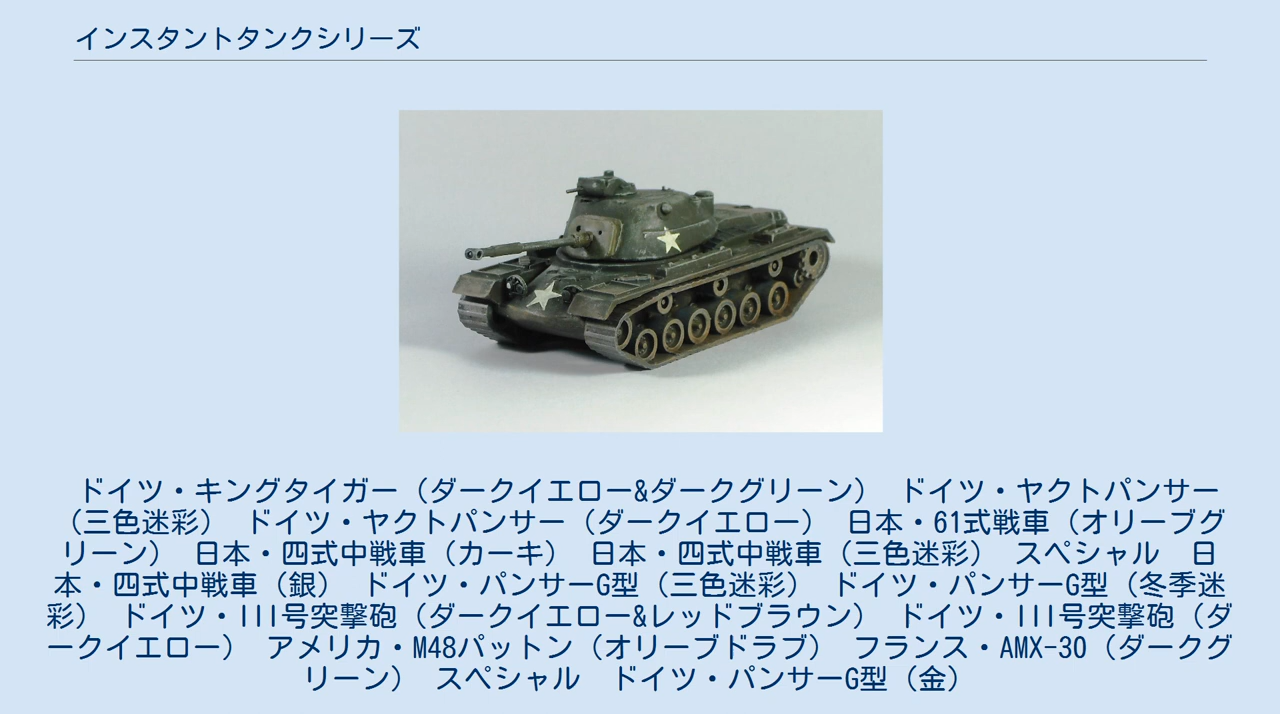 インスタントタンクシリーズ
ドイツ・キングタイガー（ダークイエロー&ダークグリーン）　ドイツ・ヤクトパンサー
（三色迷彩）　ドイツ・ヤクトパンサー（ダークイエロー）　日本・61式戦車（オリーブグ
リーン）　日本・四式中戦車（カーキ）　日本・四式中戦車（三色迷彩）　スペシャル　日
本・四式中戦車（銀）　ドイツ・パンサーG型（三色迷彩）　ドイツ・パンサーG型（冬季迷
彩）　ドイツ・III号突撃砲（ダークイエロー&レッドブラウン）　ドイツ・III号突撃砲（ダ
ークイエロー）　アメリカ・M48パットン（オリーブドラブ）　フランス・AMX-30（ダークグ
リーン）　スペシャル　ドイツ・パンサーG型（金）